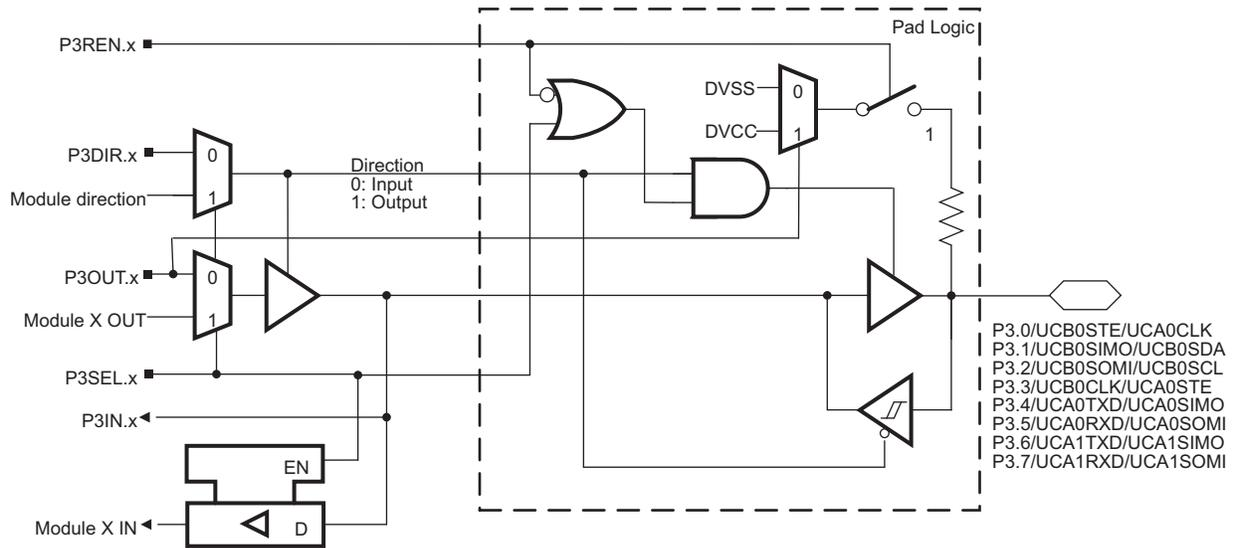 Pad Logic
P3REN.x
DVSS
0
DVCC
1
1
P3DIR.x
0
Module direction
1
Direction
0: Input
1: Output
P3OUT.x
0
Module X OUT
1
P3SEL.x
P3IN.x
EN
Module X IN
D
P3.0/UCB0STE/UCA0CLK
P3.1/UCB0SIMO/UCB0SDA
P3.2/UCB0SOMI/UCB0SCL
P3.3/UCB0CLK/UCA0STE
P3.4/UCA0TXD/UCA0SIMO
P3.5/UCA0RXD/UCA0SOMI
P3.6/UCA1TXD/UCA1SIMO
P3.7/UCA1RXD/UCA1SOMI